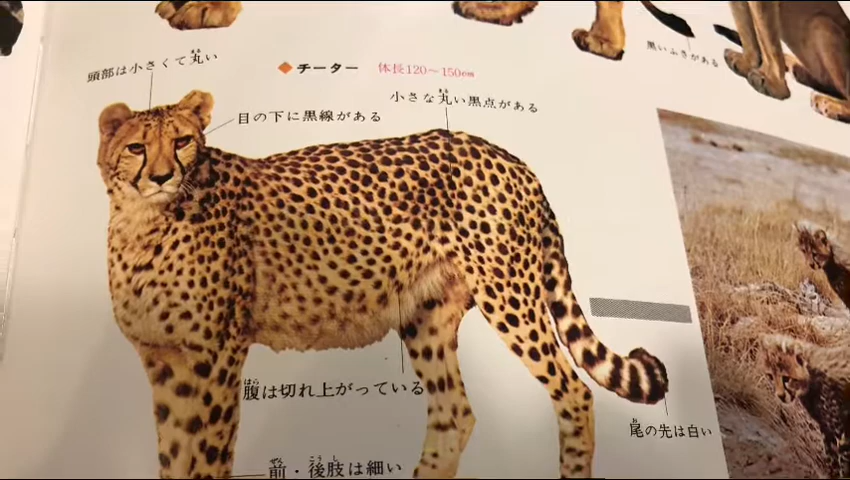 黒いふさがある
頭部は小さくて丸い
◆チーター 体長120〜150cm
小さな丸い黒点がある
目の下に黒線がある
腹は切れ上がっている
尾の先は白い
前・後肢は細い